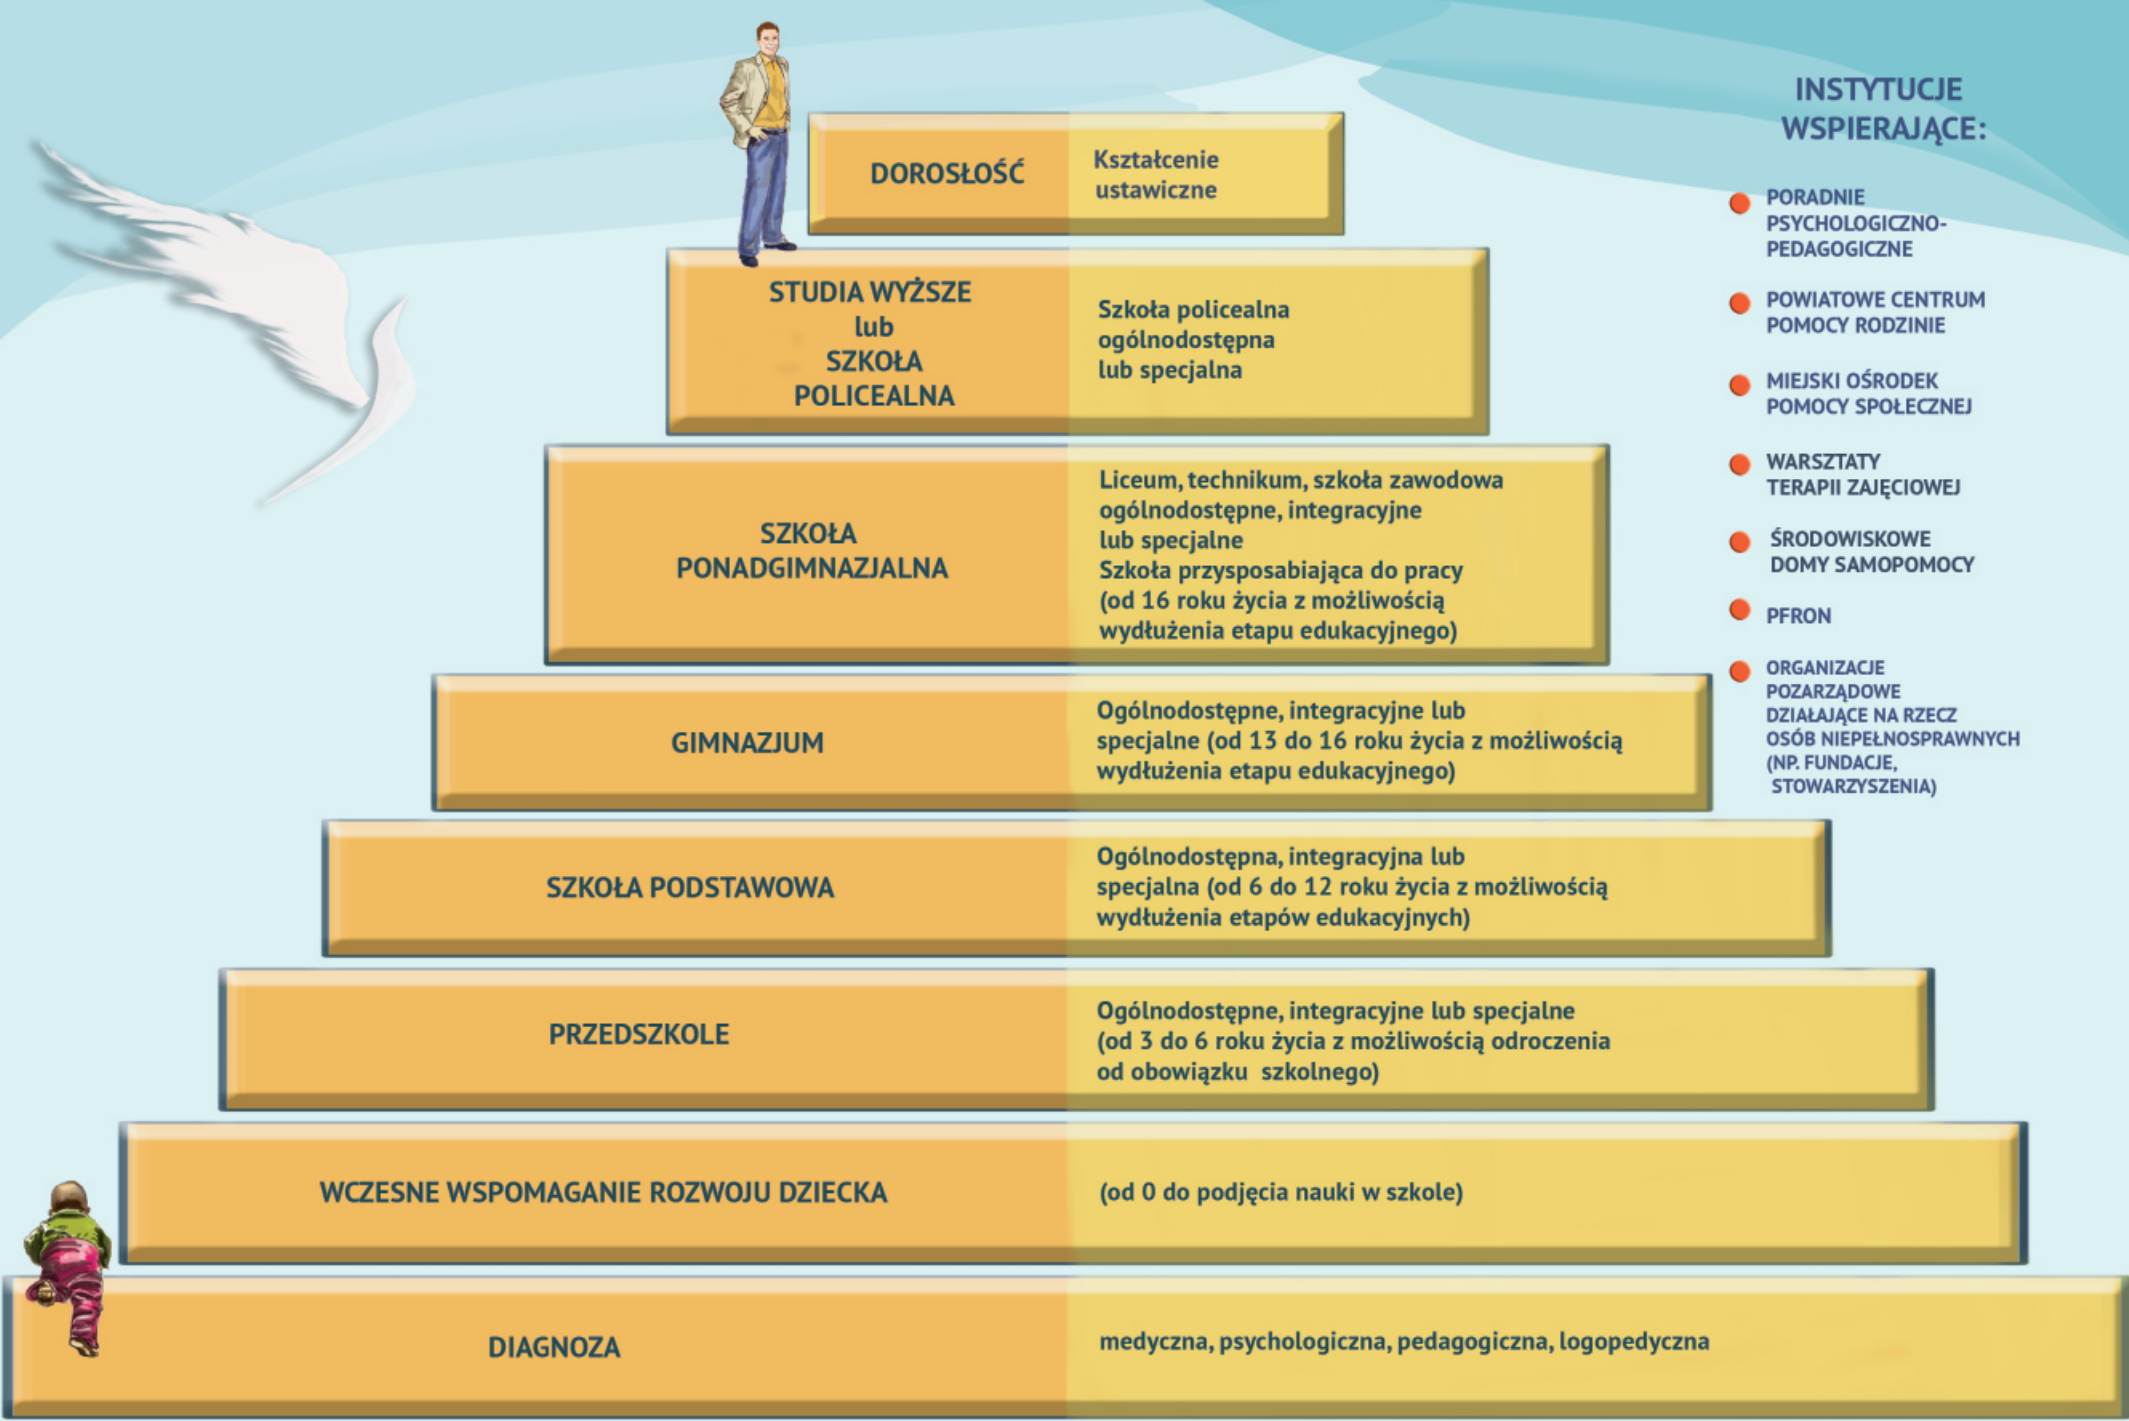 DOROSŁOŚĆ
Kształcenie
ustawiczne
STUDIA WYŻSZE
lub
SZKOŁA
POLICEALNA
Szkoła policealna
ogólnodostępna
lub specjalna
SZKOŁA
PONADGIMNAZJALNA
Liceum, technikum, szkoła zawodowa
ogólnodostępne, integracyjne
lub specjalne
Szkoła przysposabiająca do pracy
(od 16 roku życia z możliwością
wydłużenia etapu edukacyjnego)
GIMNAZJUM
Ogólnodostępne, integracyjne lub
specjalne (od 13 do 16 roku życia z możliwością
wydłużenia etapu edukacyjnego)
SZKOŁA PODSTAWOWA
Ogólnodostępna, integracyjna lub
specjalna (od 6 do 12 roku życia z możliwością
wydłużenia etapów edukacyjnych)
PRZEDSZKOLE
Ogólnodostępne, integracyjne lub specjalne
(od 3 do 6 roku życia z możliwością odroczenia
od obowiązku szkolnego)
WCZESNE WSPOMAGANIE ROZWOJU DZIECKA
(od 0 do podjęcia nauki w szkole)
DIAGNOZA
medyczna, psychologiczna, pedagogiczna, logopedyczna
INSTYTUCJE
WSPIERAJĄCE:
PORADNIE
PSYCHOLOGICZNO-
PEDAGOGICZNE
POWIATOWE CENTRUM
POMOCY RODZINIE
MIEJSKI OŚRODEK
POMOCY SPOŁECZNEJ
WARSZTATY
TERAPII ZAJĘCIOWEJ
ŚRODOWISKOWE
DOMY SAMOPOMOCY
PFRON
ORGANIZACJE
POZARZĄDOWE
DZIAŁAJĄCE NA RZECZ
OSÓB NIEPEŁNOSPRAWNYCH
(NP. FUNDACJE,
STOWARZYSZENIA)